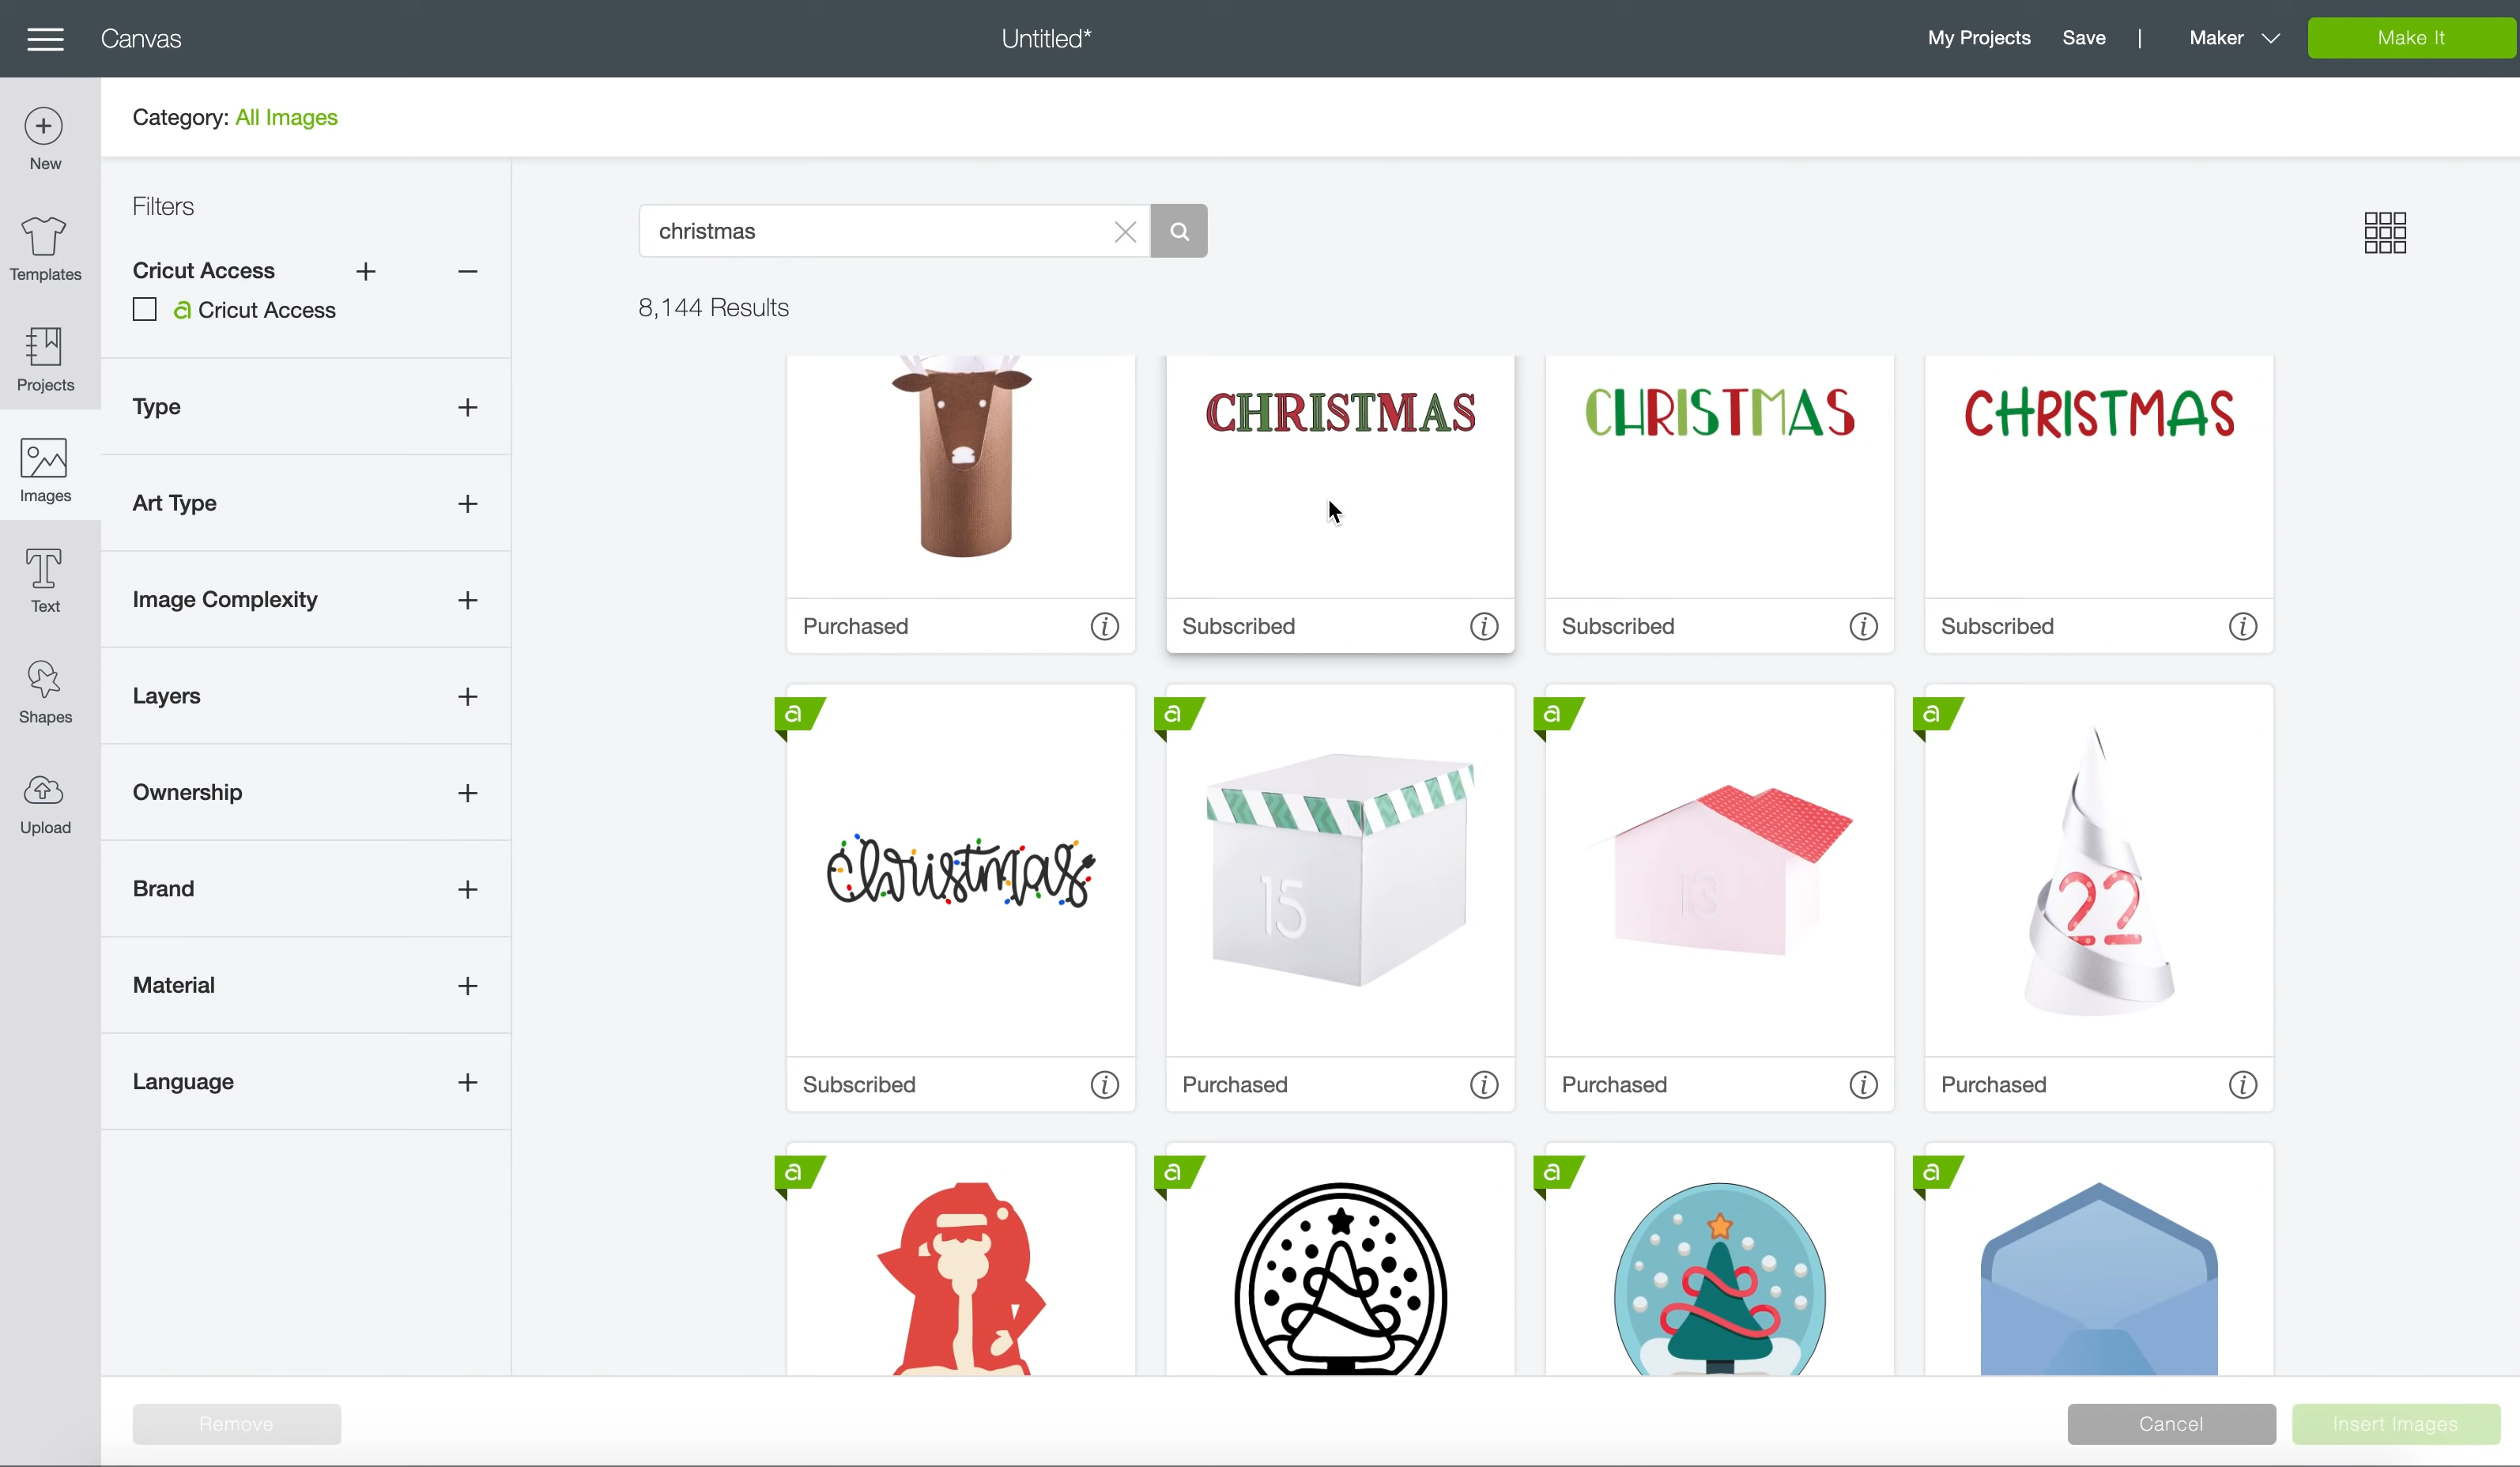 Canvas
Untitled*
My Projects Save | Maker Make It
New
Templates
Projects
Images
Text
Shapes
Upload
Category: All Images
Filters
Cricut Access
a Cricut Access
Type
Art Type
Image Complexity
Layers
Ownership
Brand
Material
Language
christmas
8,144 Results
CHRISTMAS
CHRISTMAS
CHRISTMAS
Purchased i
Subscribed i
Subscribed i
Subscribed i
a
a
a
a
christmas
15
13
22
Subscribed i
Purchased i
Purchased i
Purchased i
a
a
a
a
Remove
Cancel
Insert Images